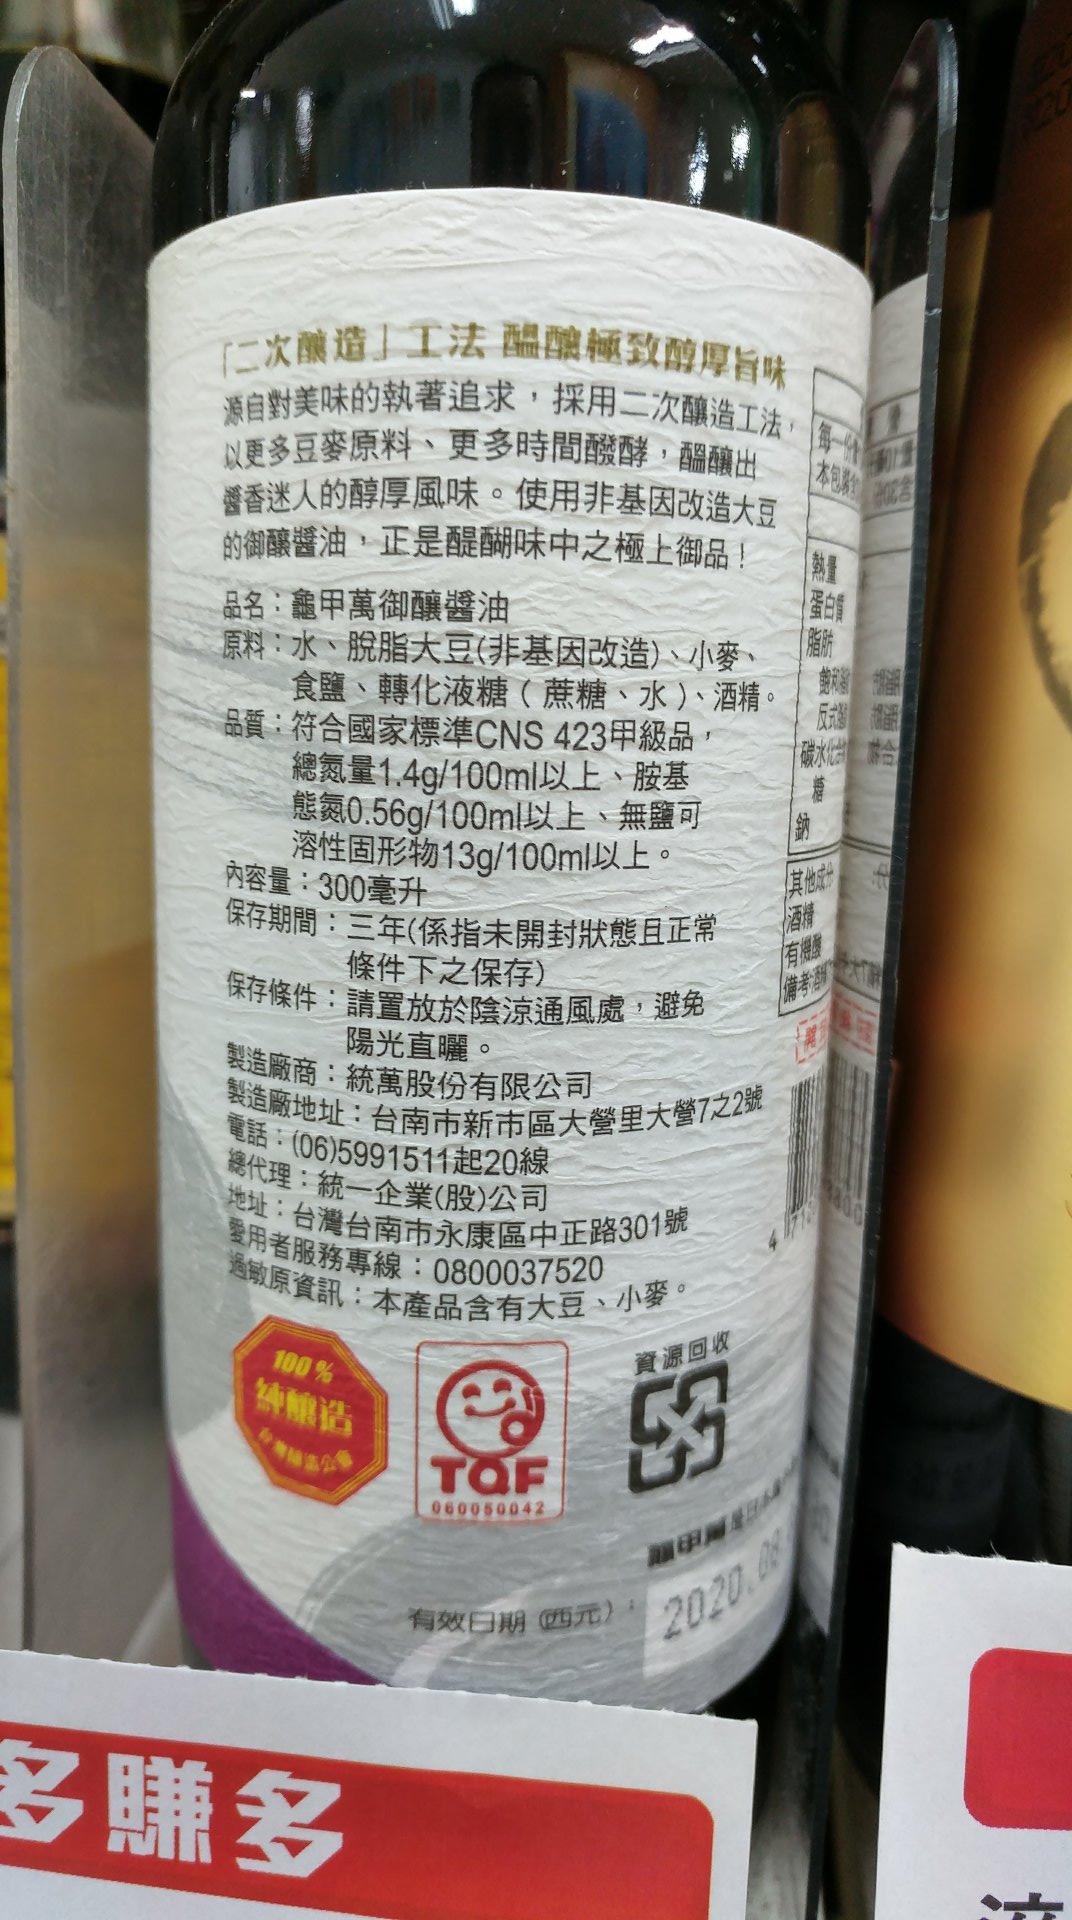 「二次釀造」工法 醞釀極致醇厚旨味
源自對美味的執著追求，採用二次釀造工法，
以更多豆麥原料、更多時間醱酵，醞釀出
醬香迷人的醇厚風味。使用非基因改造大豆
的御釀醬油，正是醍醐味中之極上御品！
品名：龜甲萬御釀醬油
原料：水、脫脂大豆(非基因改造)、小麥、
食鹽、轉化液糖（蔗糖、水）、酒精。
品質：符合國家標準CNS 423甲級品，
總氮量1.4g/100ml以上、胺基
態氮0.56g/100ml以上、無鹽可
溶性固形物13g/100ml以上。
內容量：300毫升
保存期間：三年(係指未開封狀態且正常
條件下之保存)
保存條件：請置放於陰涼通風處，避免
陽光直曬。
製造廠商：統萬股份有限公司
製造廠地址：台南市新市區大營里大營7之2號
電話：(06)5991511起20線
總代理：統一企業(股)公司
地址：台灣台南市永康區中正路301號
愛用者服務專線：0800037520
過敏原資訊：本產品含有大豆、小麥。
100%
純釀造
TQF
060050042
資源回收
龜甲萬
有效日期（西元）：
2020.08
每一份
本包裝
熱量
蛋白質
脂肪
飽和
反式
碳水化合
糖
鈉
其他成分
酒精
有機酸
備考:酒精
多賺多